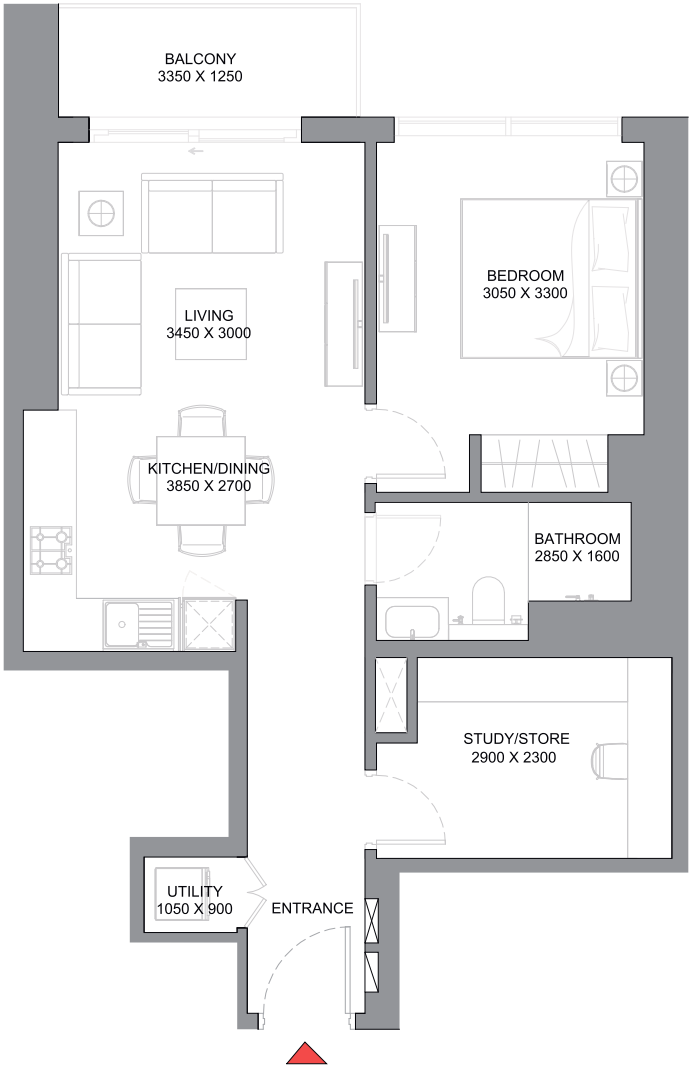 BALCONY
3350 X 1250
BEDROOM
3050 X 3300
LIVING
3450 X 3000
KITCHEN/DINING
3850 X 2700
BATHROOM
2850 X 1600
STUDY/STORE
2900 X 2300
UTILITY
1050 X 900
ENTRANCE